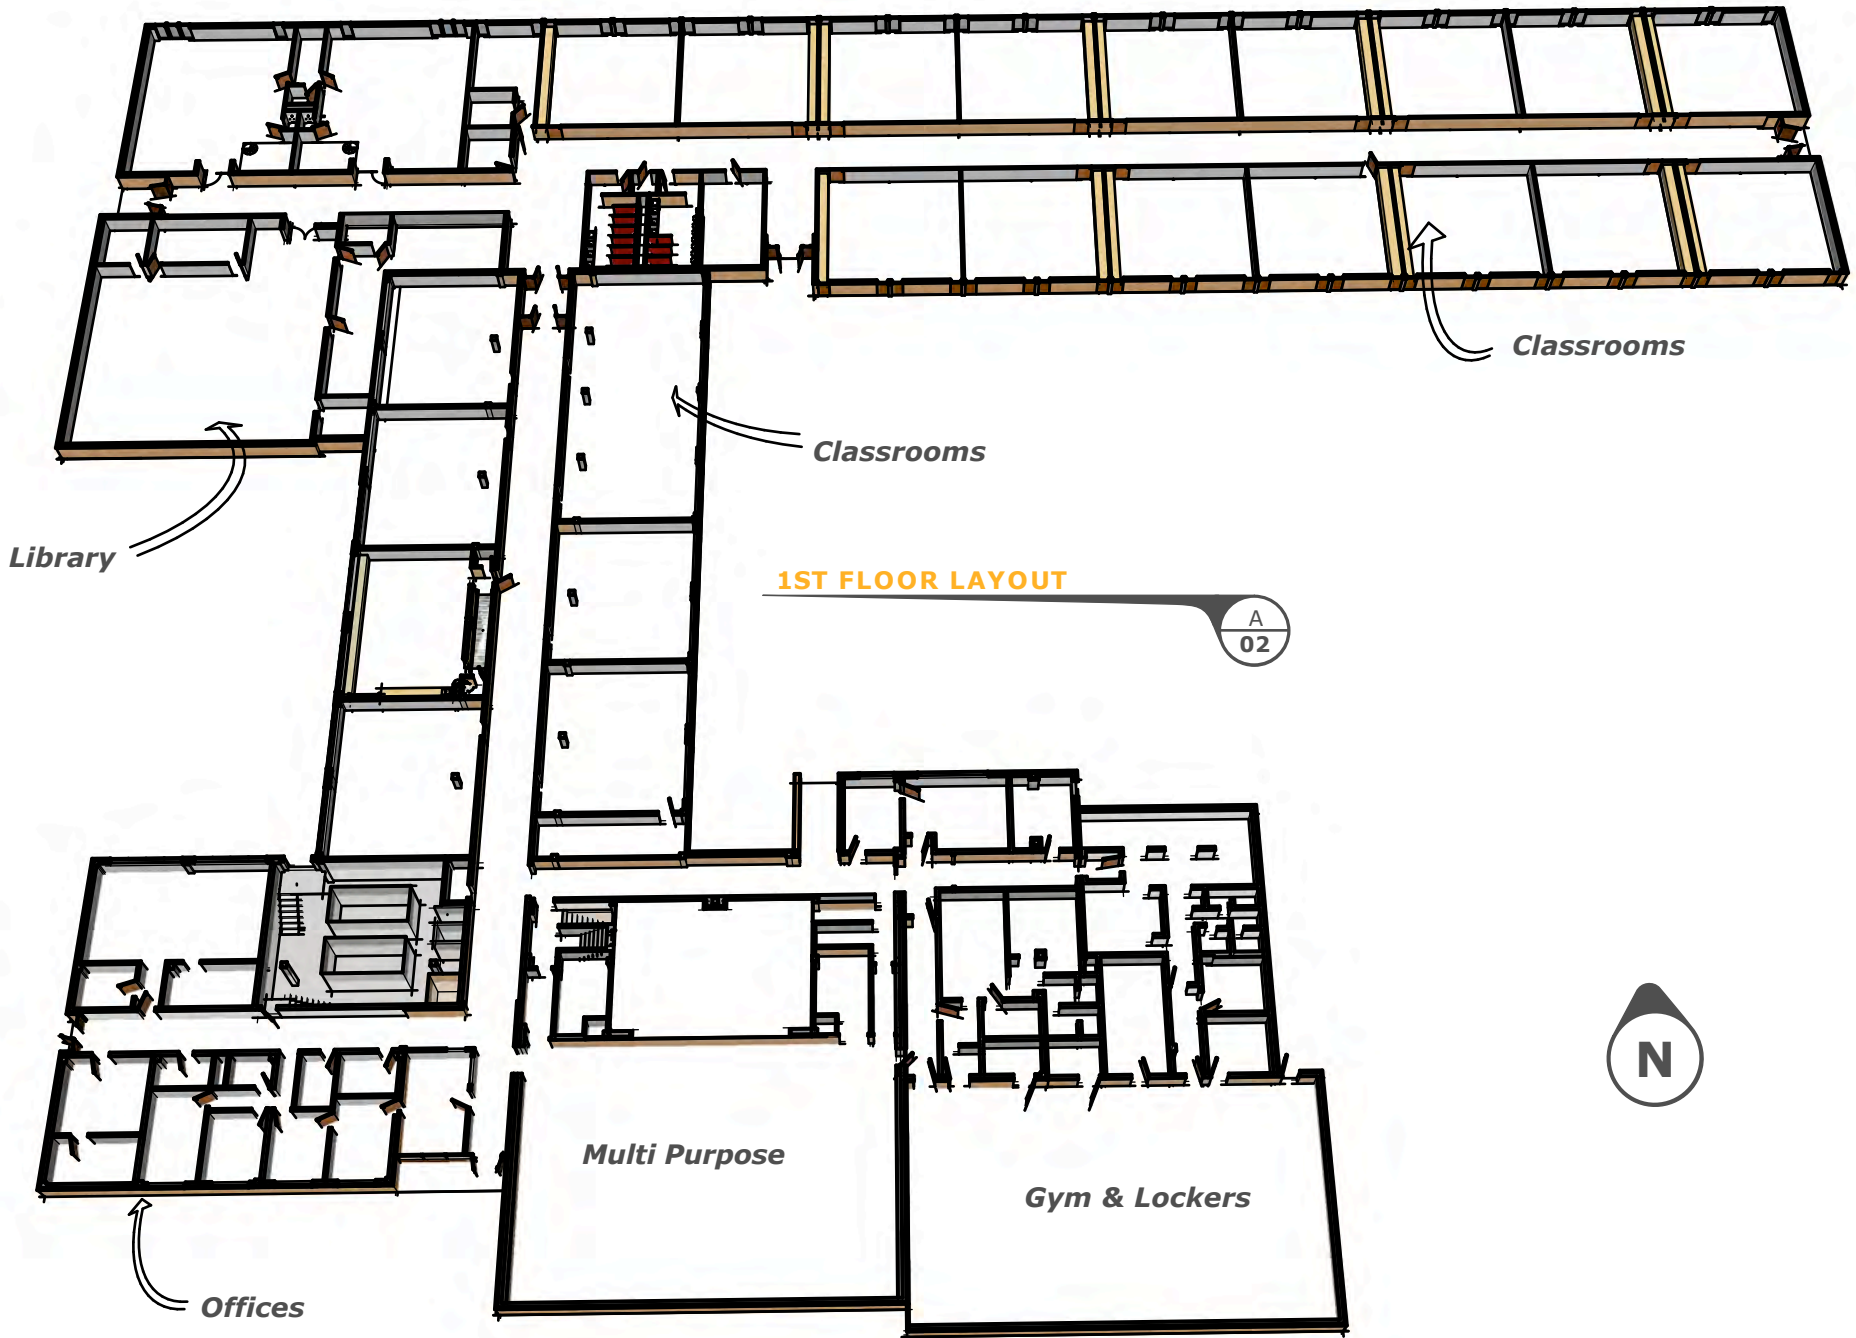 Classrooms
Classrooms
Library
1ST FLOOR LAYOUT
A
02
N
Multi Purpose
Gym & Lockers
Offices